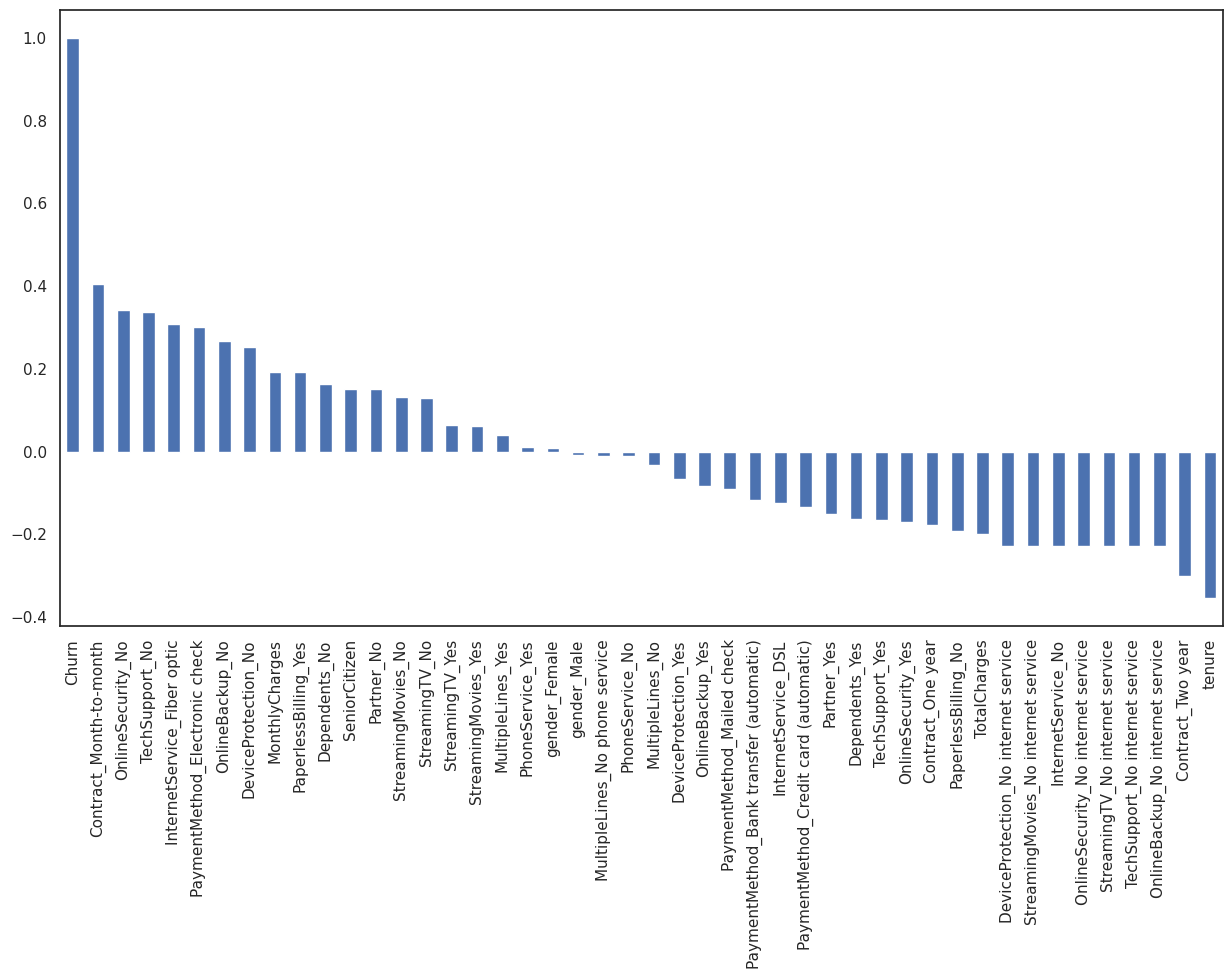 1.0
0.8
0.6
0.4
0.2
0.0
−0.2
−0.4
Churn
Contract_Month-to-month
OnlineSecurity_No
TechSupport_No
InternetService_Fiber optic
PaymentMethod_Electronic check
OnlineBackup_No
DeviceProtection_No
MonthlyCharges
PaperlessBilling_Yes
Dependents_No
SeniorCitizen
Partner_No
StreamingMovies_No
StreamingTV_No
StreamingTV_Yes
StreamingMovies_Yes
MultipleLines_Yes
PhoneService_Yes
gender_Female
gender_Male
MultipleLines_No phone service
PhoneService_No
MultipleLines_No
DeviceProtection_Yes
OnlineBackup_Yes
PaymentMethod_Mailed check
PaymentMethod_Bank transfer (automatic)
InternetService_DSL
PaymentMethod_Credit card (automatic)
Partner_Yes
Dependents_Yes
TechSupport_Yes
OnlineSecurity_Yes
Contract_One year
PaperlessBilling_No
TotalCharges
DeviceProtection_No internet service
StreamingMovies_No internet service
InternetService_No
OnlineSecurity_No internet service
StreamingTV_No internet service
TechSupport_No internet service
OnlineBackup_No internet service
Contract_Two year
tenure